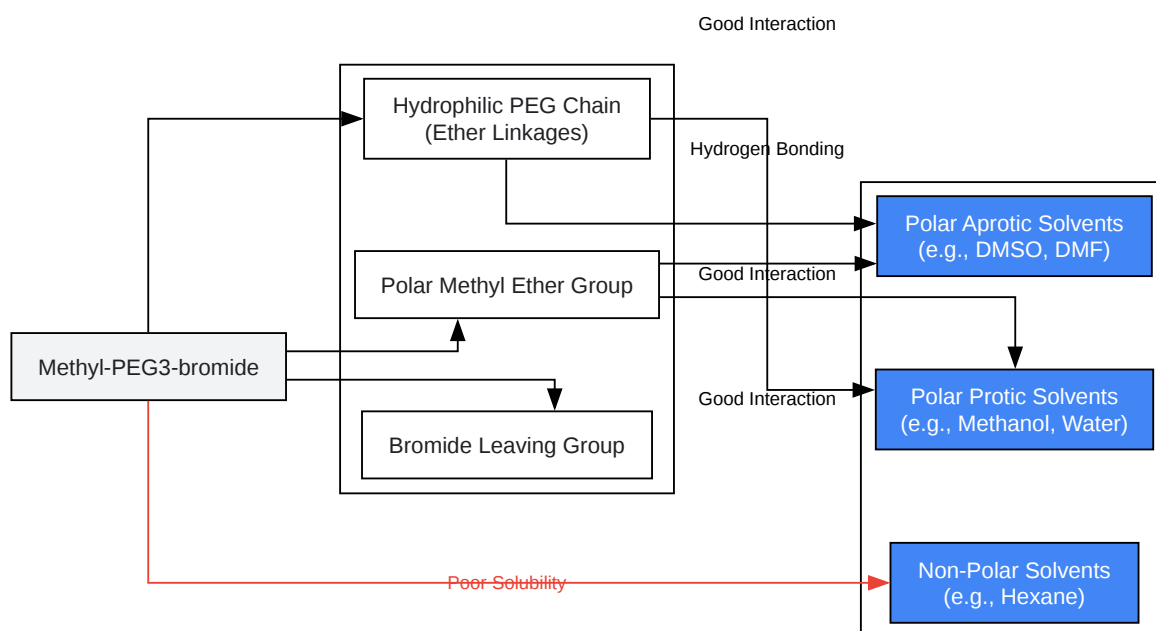 Good Interaction
Hydrophilic PEG Chain
(Ether Linkages)
Hydrogen Bonding
Polar Aprotic Solvents
(e.g., DMSO, DMF)
Polar Methyl Ether Group
Good Interaction
Methyl-PEG3-bromide
Polar Protic Solvents
(e.g., Methanol, Water)
Good Interaction
Bromide Leaving Group
Poor Solubility
Non-Polar Solvents
(e.g., Hexane)